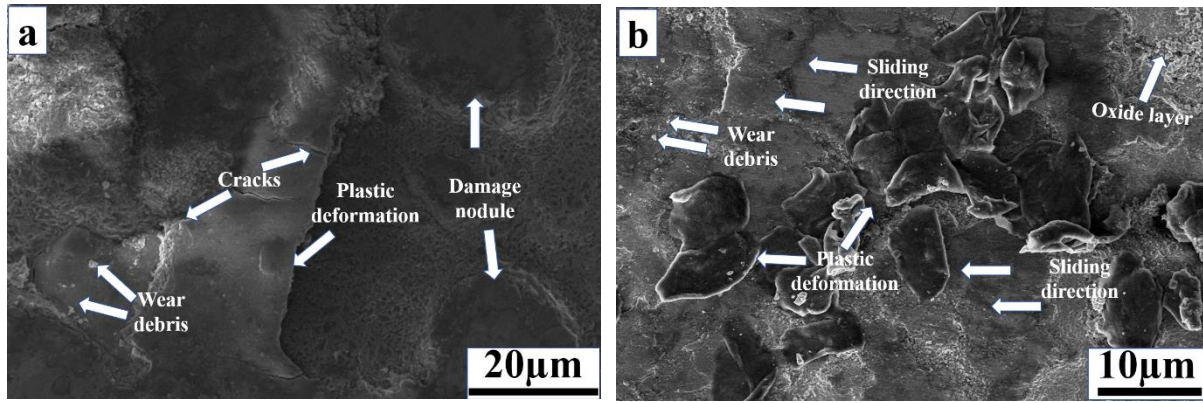 a
Cracks
Plastic
deformation
Damage
nodule
Wear
debris
20µm
b
Sliding
direction
Oxide layer
Wear
debris
Plastic
deformation
Sliding
direction
10µm